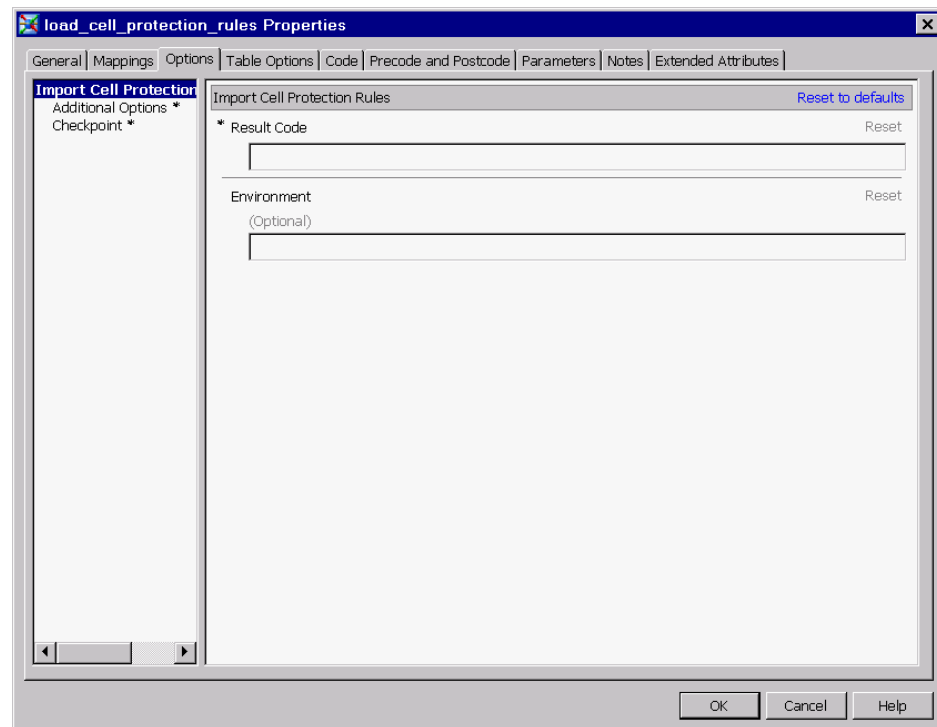 load_cell_protection_rules Properties
General Mappings Options Table Options Code Precode and Postcode Parameters Notes Extended Attributes
Import Cell Protection
Additional Options *
Checkpoint *
Import Cell Protection Rules Reset to defaults
* Result Code Reset
Environment Reset
(Optional)
OK Cancel Help